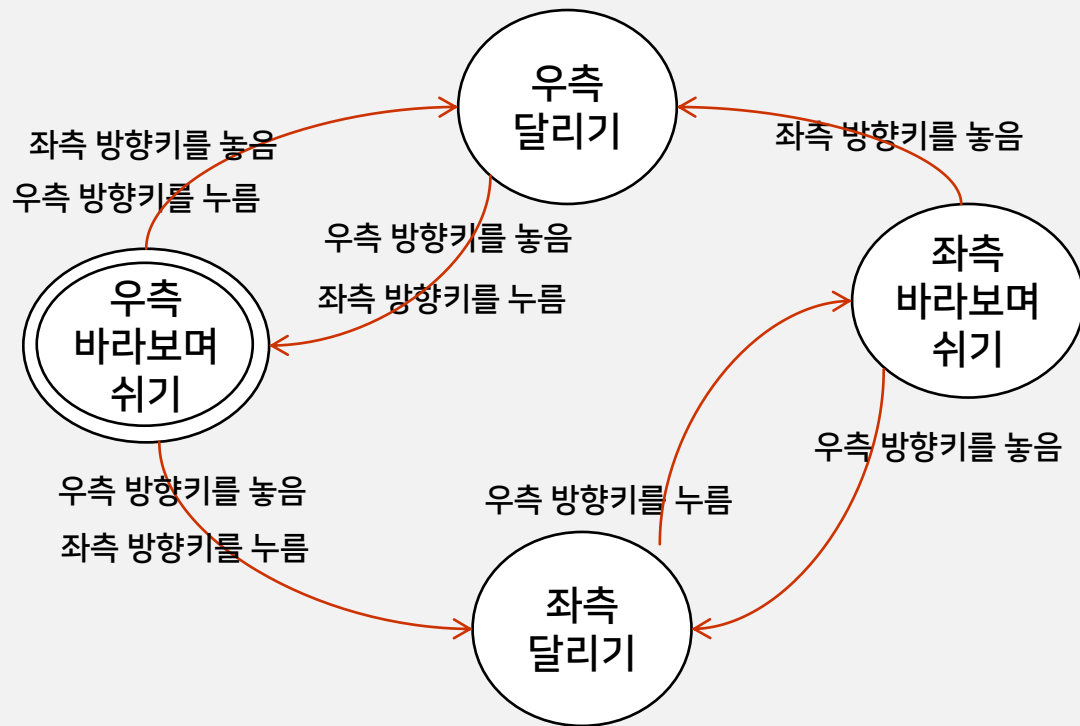 우측
달리기
좌측 방향키를 놓음
우측 방향키를 누름
좌측 방향키를 놓음
우측 방향키를 놓음
좌측 방향키를 누름
우측
바라보며
쉬기
좌측
바라보며
쉬기
우측 방향키를 놓음
좌측 방향키를 누름
우측 방향키를 누름
우측 방향키를 놓음
좌측
달리기